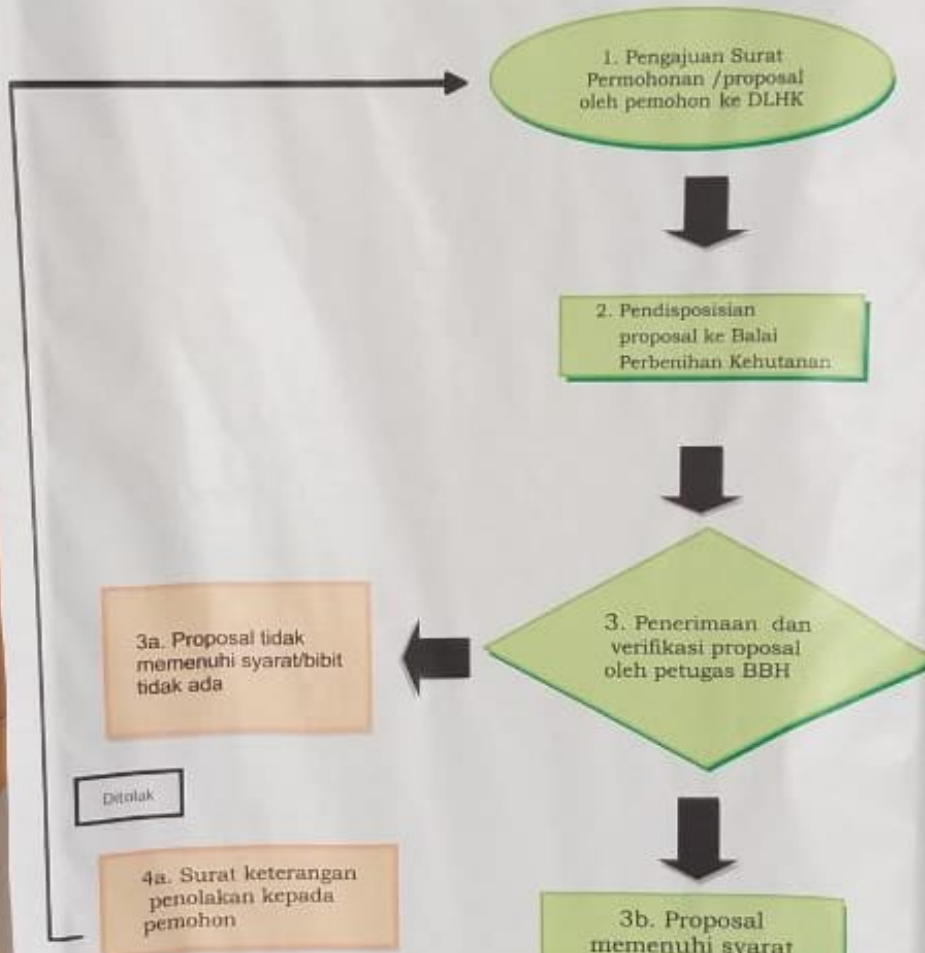 1. Pengajuan Surat
Permohonan /proposal
oleh pemohon ke DLHK
2. Pendisposisian
proposal ke Balai
Perbenihan Kehutanan
3. Penerimaan dan
verifikasi proposal
oleh petugas BBH
3a. Proposal tidak
memenuhi syarat/bibit
tidak ada
Ditolak
4a. Surat keterangan
penolakan kepada
pemohon
3b. Proposal
memenuhi syarat